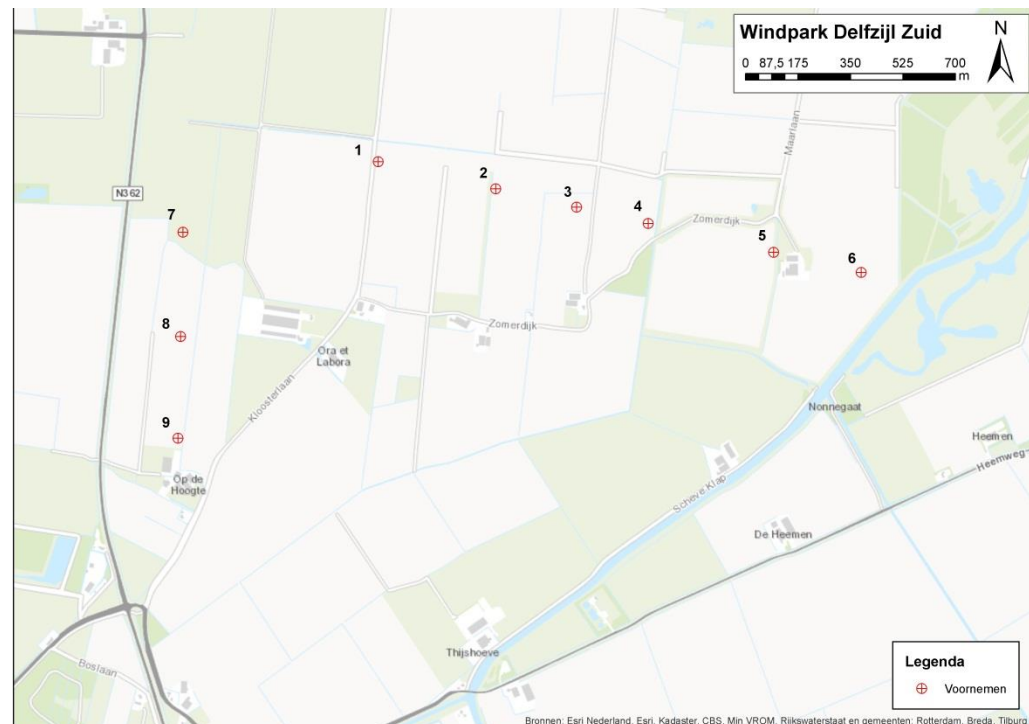 Windpark Delfzijl Zuid
N
0 87,5 175 350 525 700
m
Maarlaan
1
2
3
4
N362
7
Zomerdijk
5
6
8
Zomerdijk
Ora et
Labora
Kloosterlaan
Nonnegaat
9
Heemen
Heemweg
Op de
Hoogte
Scheve Klap
De Heemen
Thijshoeve
Boslaan
Legenda
Voornemen
Bronnen: Esri Nederland, Esri, Kadaster, CBS, Min VROM, Rijkswaterstaat en gemeenten: Rotterdam, Breda, Tilburg